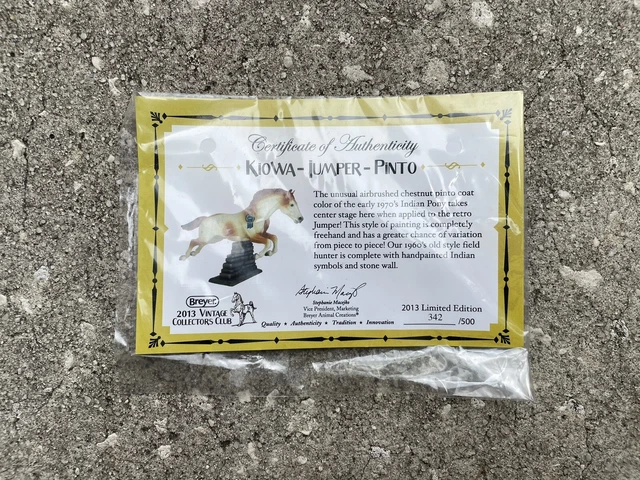 Certificate of Authenticity
Kiowa - Jumper - Pinto
The unusual airbrushed chestnut pinto coat
color of the early 1970's Indian Pony takes
center stage here when applied to the retro
Jumper! This style of painting is completely
freehand and has a greater chance of variation
from piece to piece! Our 1960's old style field
hunter is complete with handpainted Indian
symbols and stone wall.
Stephanie Macejko
Stephanie Macejko
Vice President, Marketing
Breyer Animal Creations®
Breyer
2013 Vintage
Collectors Club
Quality ★ Authenticity ★ Tradition ★ Innovation
2013 Limited Edition
342 /500